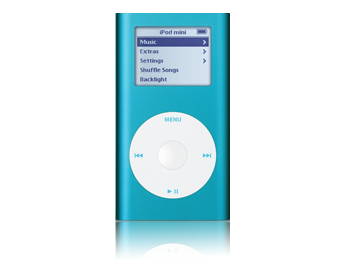 iPod mini
Music
Extras
Settings
Shuffle Songs
Backlight
MENU